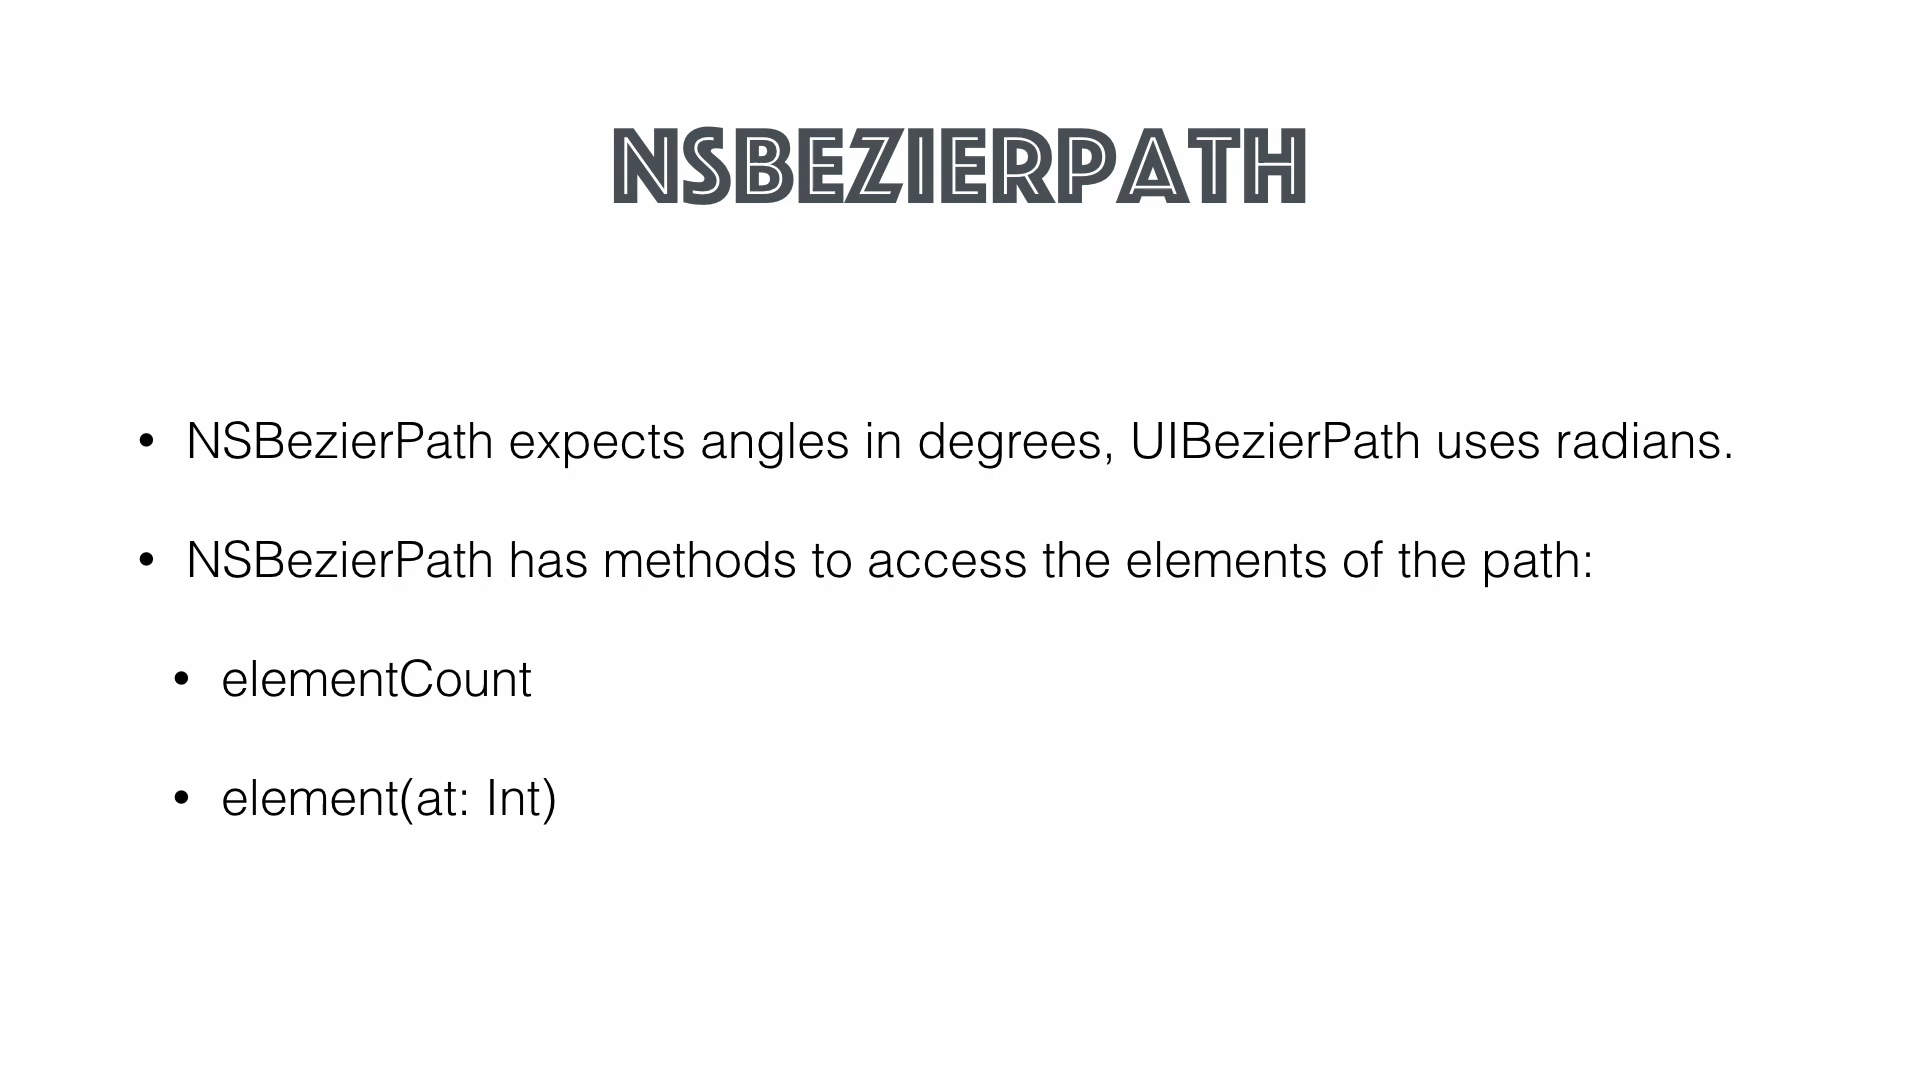 NSBEZIERPATH
• NSBezierPath expects angles in degrees, UIBezierPath uses radians.
• NSBezierPath has methods to access the elements of the path:
• elementCount
• element(at: Int)